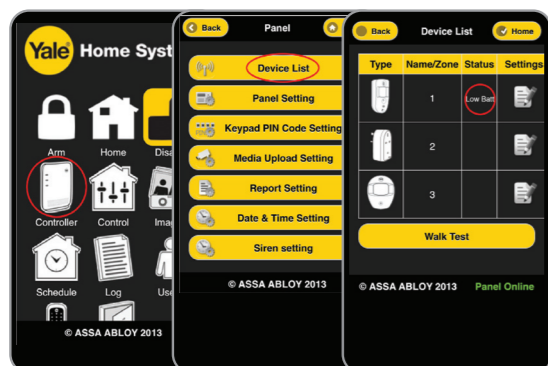 Yale Home Syst
Arm Home Disa
Controller Control Ima
Schedule Log Use
© ASSA ABLOY 2013
Back Panel
Device List
Panel Setting
Keypad PIN Code Setting
Media Upload Setting
Report Setting
Date & Time Setting
Siren setting
© ASSA ABLOY 2013
Back Device List Home
Type Name/Zone Status Settings
1 Low Batt
2
3
Walk Test
© ASSA ABLOY 2013 Panel Online